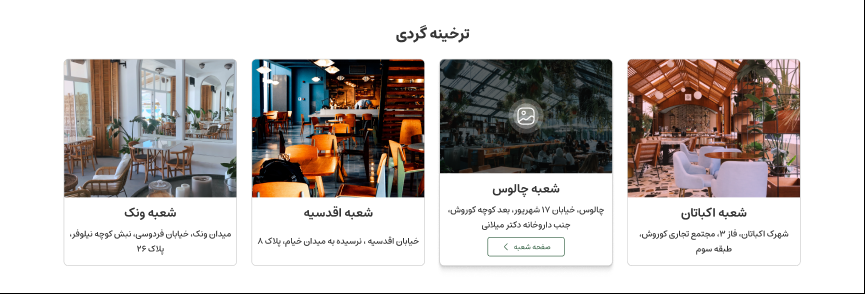 ترخینه گردی
شعبه اکباتان
شهرک اکباتان، فاز ۳، مجتمع تجاری کوروش،
طبقه سوم
شعبه چالوس
چالوس، خیابان ۱۷ شهریور، بعد کوچه کوروش،
جنب داروخانه دکتر میلانی
صفحه شعبه
شعبه اقدسیه
خیابان اقدسیه ، نرسیده به میدان خیام، پلاک ۸
شعبه ونک
میدان ونک، خیابان فردوسی، نبش کوچه نیلوفر،
پلاک ۲۶